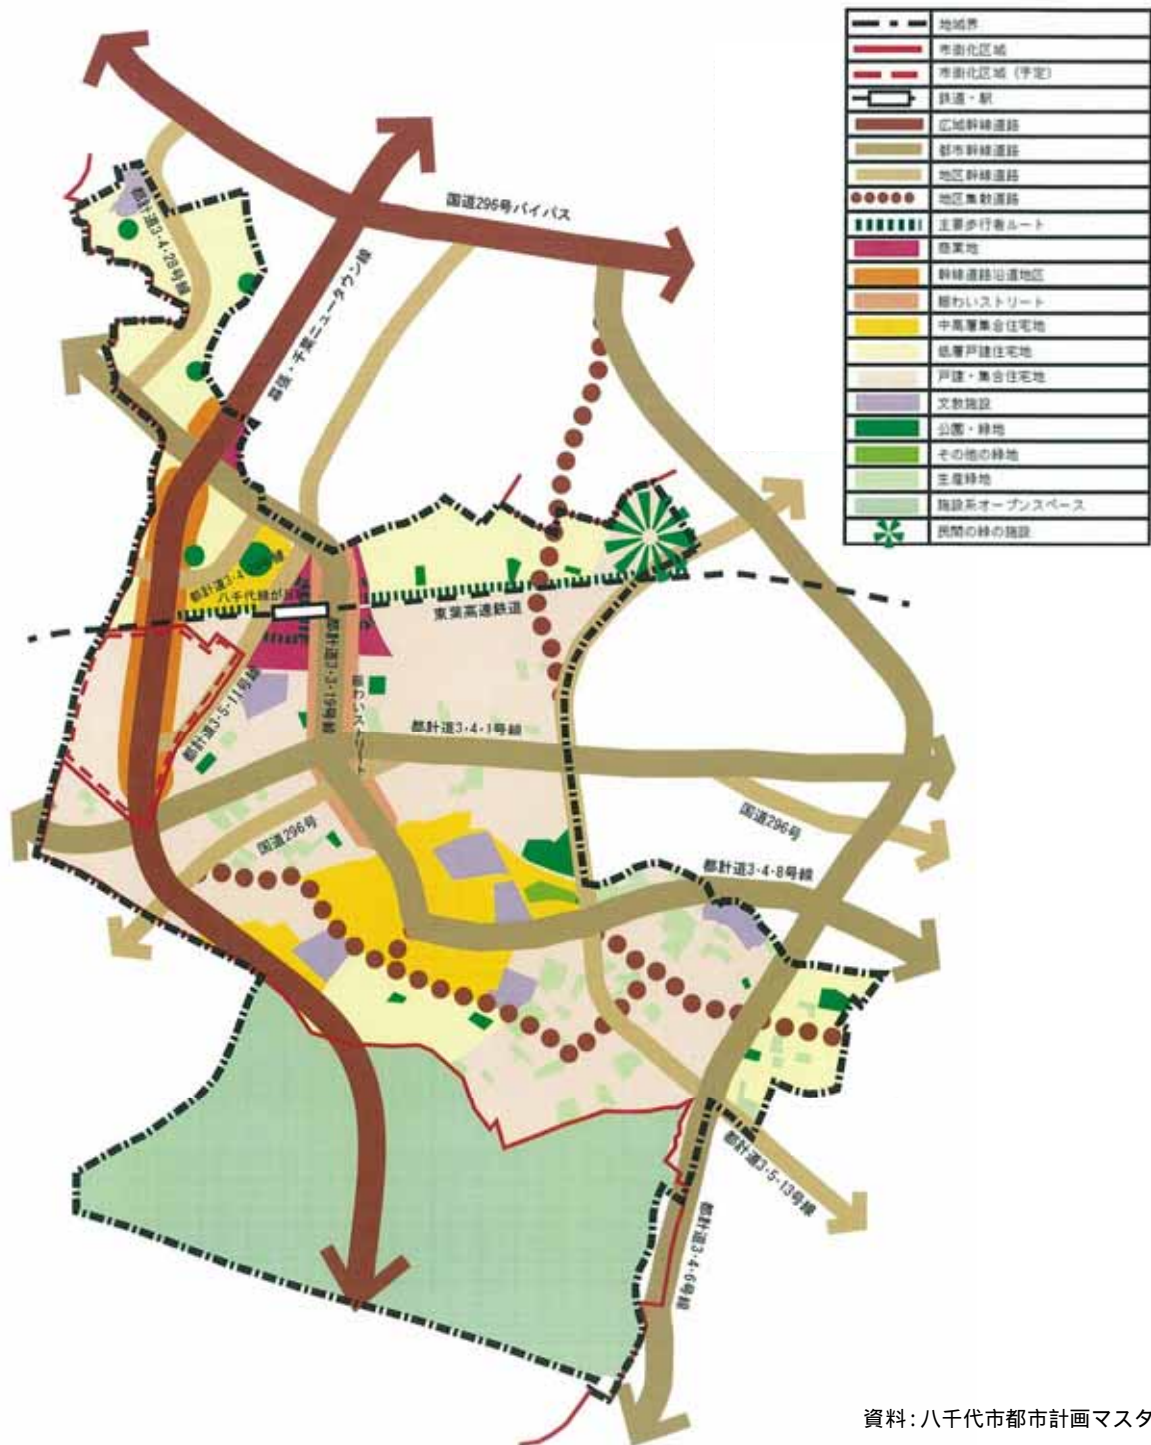 地域界
市街化区域
市街化区域（予定）
鉄道・駅
広域幹線道路
都市幹線道路
地区幹線道路
地区集散道路
主要歩行者ルート
商業地
幹線道路沿道地区
賑わいストリート
中高層集合住宅地
低層戸建住宅地
戸建・集合住宅地
文教施設
公園・緑地
その他の緑地
生産緑地
施設系オープンスペース
民間の緑の施設
国道296号バイパス
都計道3・4・28号線
幕張・千葉ニュータウン線
都計道3・4
八千代緑が
東葉高速鉄道
都計道3・3・19号線
賑わいストリート
都計道3・5・11号線
都計道3・4・1号線
国道296号
国道296号
都計道3・4・8号線
都計道3・5・13号線
都計道3・4・6号線
資料：八千代市都市計画マスタ